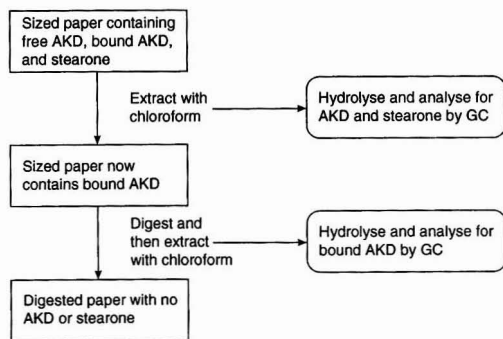 Sized paper containing
free AKD, bound AKD,
and stearone
Extract with
chloroform
Hydrolyse and analyse for
AKD and stearone by GC
Sized paper now
contains bound AKD
Digest and
then extract
with chloroform
Hydrolyse and analyse for
bound AKD by GC
Digested paper with no
AKD or stearone